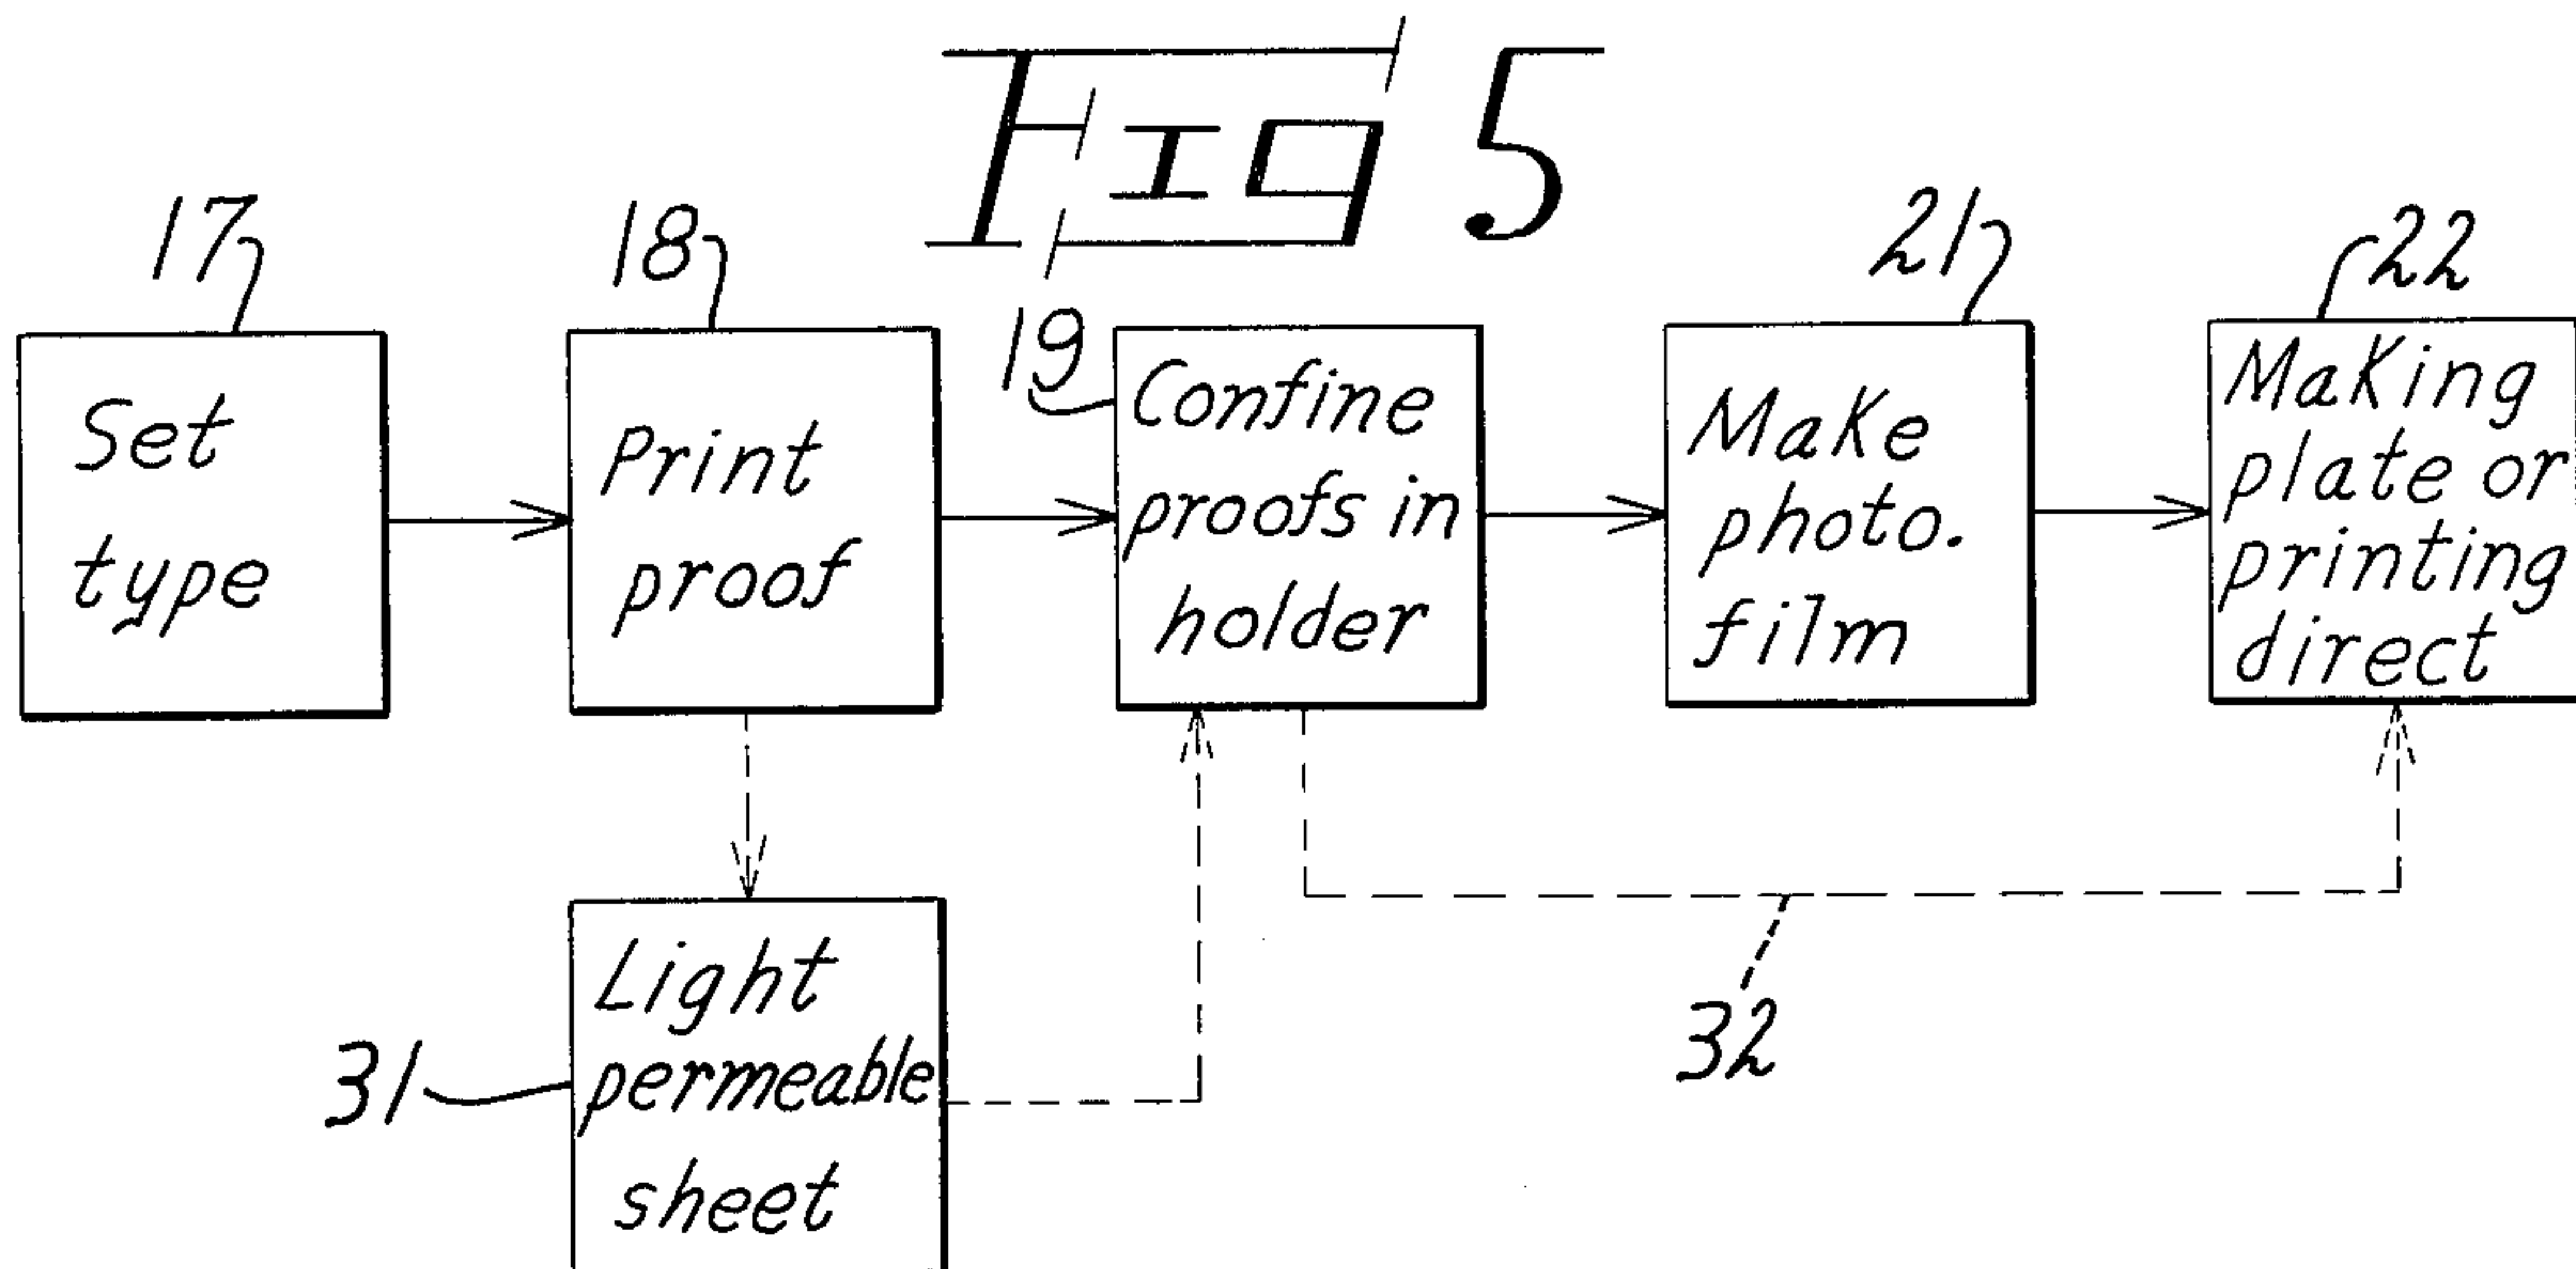 Fig 5
17
18
19
21
22
Set
type
Print
proof
Confine
proofs in
holder
Make
photo.
film
Making
plate or
printing
direct
31
Light
permeable
sheet
32